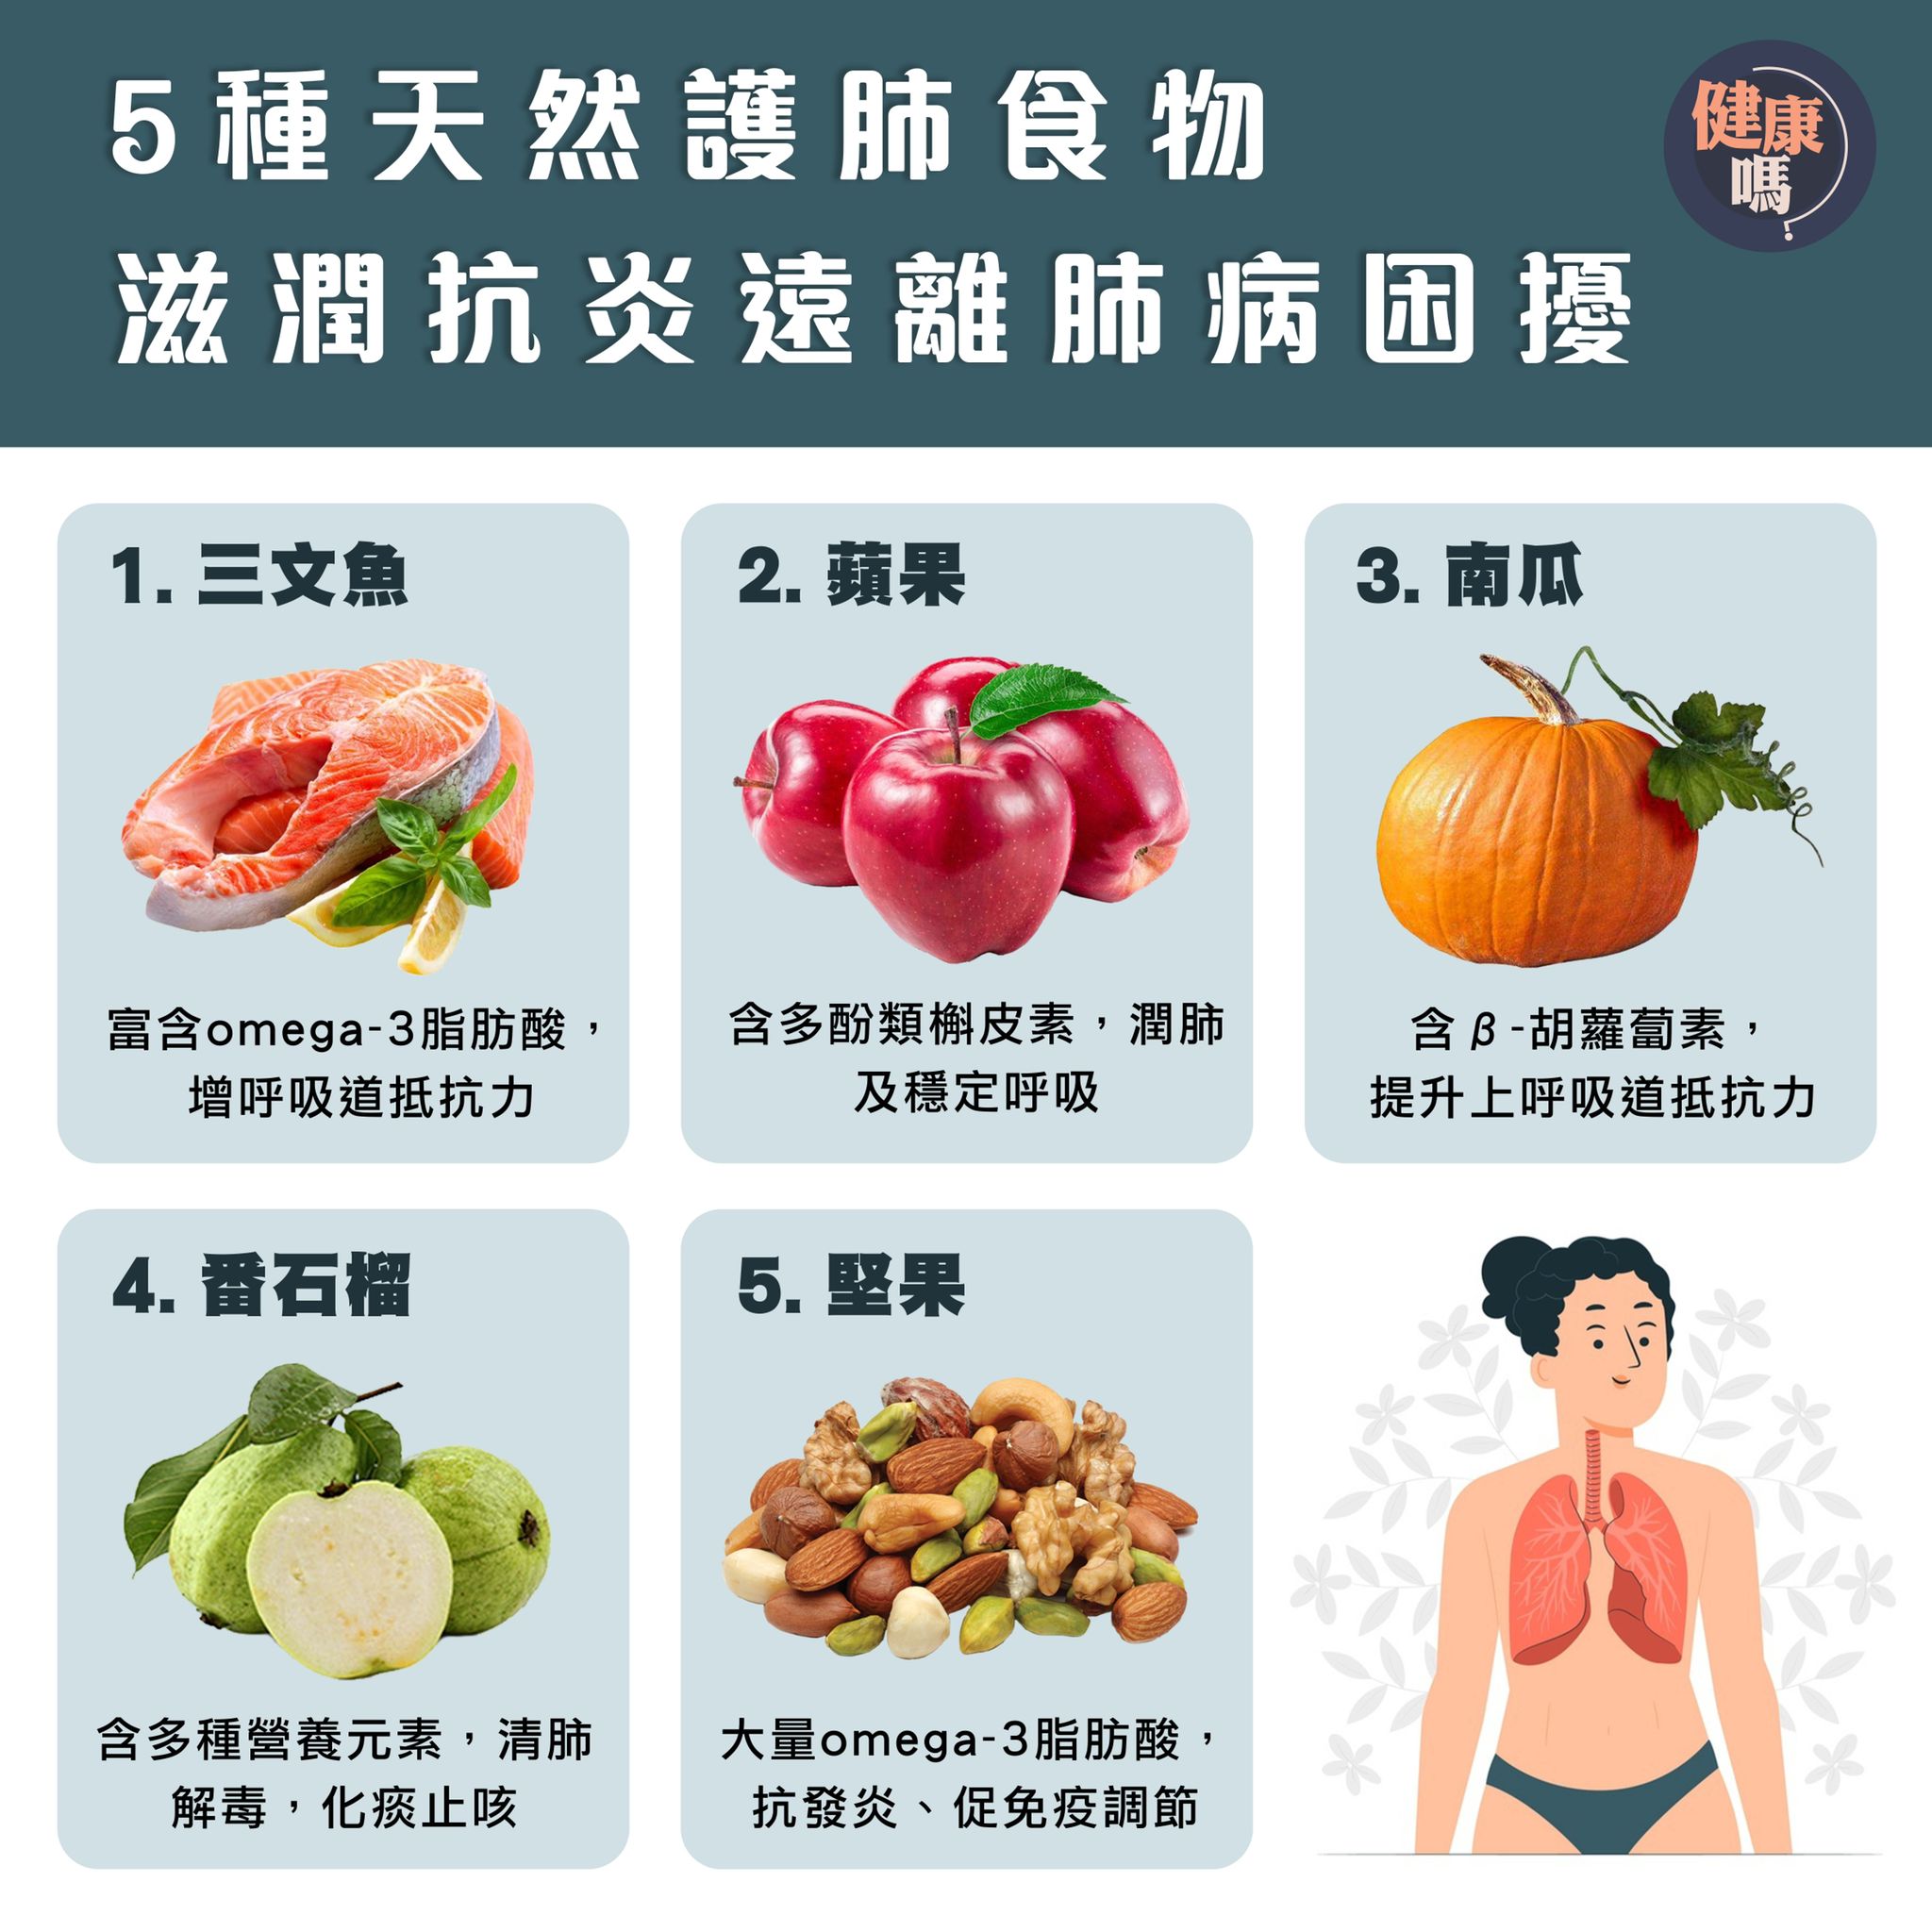 5種天然護肺食物
健康
嗎
滋潤抗炎遠離肺病困擾
1. 三文魚
富含omega-3脂肪酸，
增呼吸道抵抗力
2. 蘋果
含多酚類槲皮素，潤肺
及穩定呼吸
3. 南瓜
含β-胡蘿蔔素，
提升上呼吸道抵抗力
4. 番石榴
含多種營養元素，清肺
解毒，化痰止咳
5. 堅果
大量omega-3脂肪酸，
抗發炎、促免疫調節